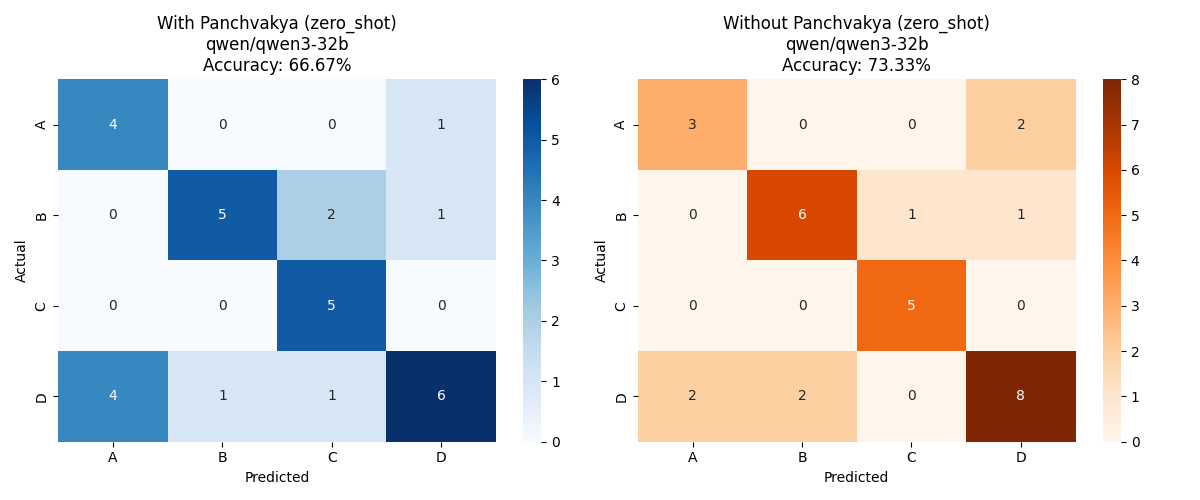 With Panchvakya (zero_shot)
qwen/qwen3-32b
Accuracy: 66.67%
Actual
A
B
C
D
4 0 0 1
0 5 2 1
0 0 5 0
4 1 1 6
A B C D
Predicted
6
5
4
3
2
1
0
Without Panchvakya (zero_shot)
qwen/qwen3-32b
Accuracy: 73.33%
Actual
A
B
C
D
3 0 0 2
0 6 1 1
0 0 5 0
2 2 0 8
A B C D
Predicted
8
7
6
5
4
3
2
1
0